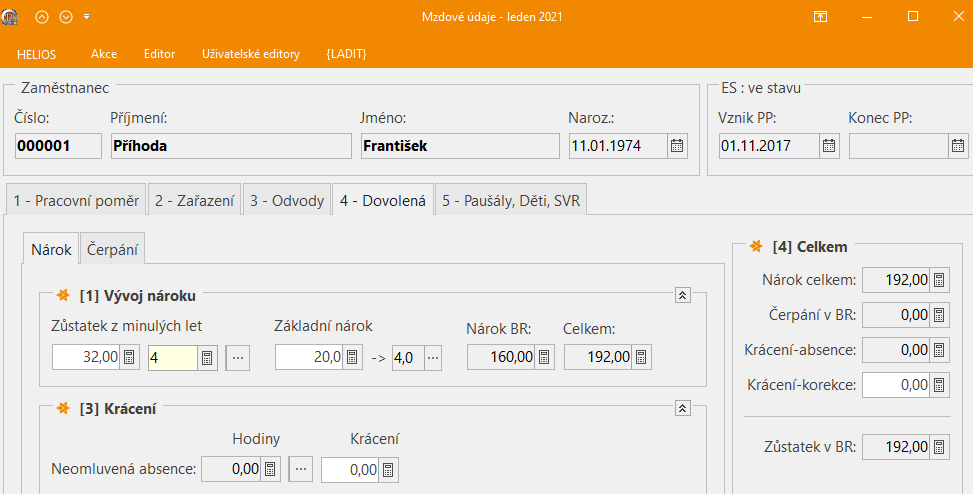 Mzdové údaje - leden 2021
HELIOS Akce Editor Uživatelské editory {LADIT}
Zaměstnanec ES : ve stavu
Číslo: Příjmení: Jméno: Naroz.: Vznik PP: Konec PP:
000001 Příhoda František 11.01.1974 01.11.2017
1 - Pracovní poměr 2 - Zařazení 3 - Odvody 4 - Dovolená 5 - Paušály, Děti, SVR
Nárok Čerpání
[1] Vývoj nároku
Zůstatek z minulých let Základní nárok Nárok BR: Celkem:
32,00 4 ... 20,0 -> 4,0 ... 160,00 192,00
[3] Krácení
Hodiny Krácení
Neomluvená absence: 0,00 ... 0,00
[4] Celkem
Nárok celkem: 192,00
Čerpání v BR: 0,00
Krácení-absence: 0,00
Krácení-korekce: 0,00
Zůstatek v BR: 192,00